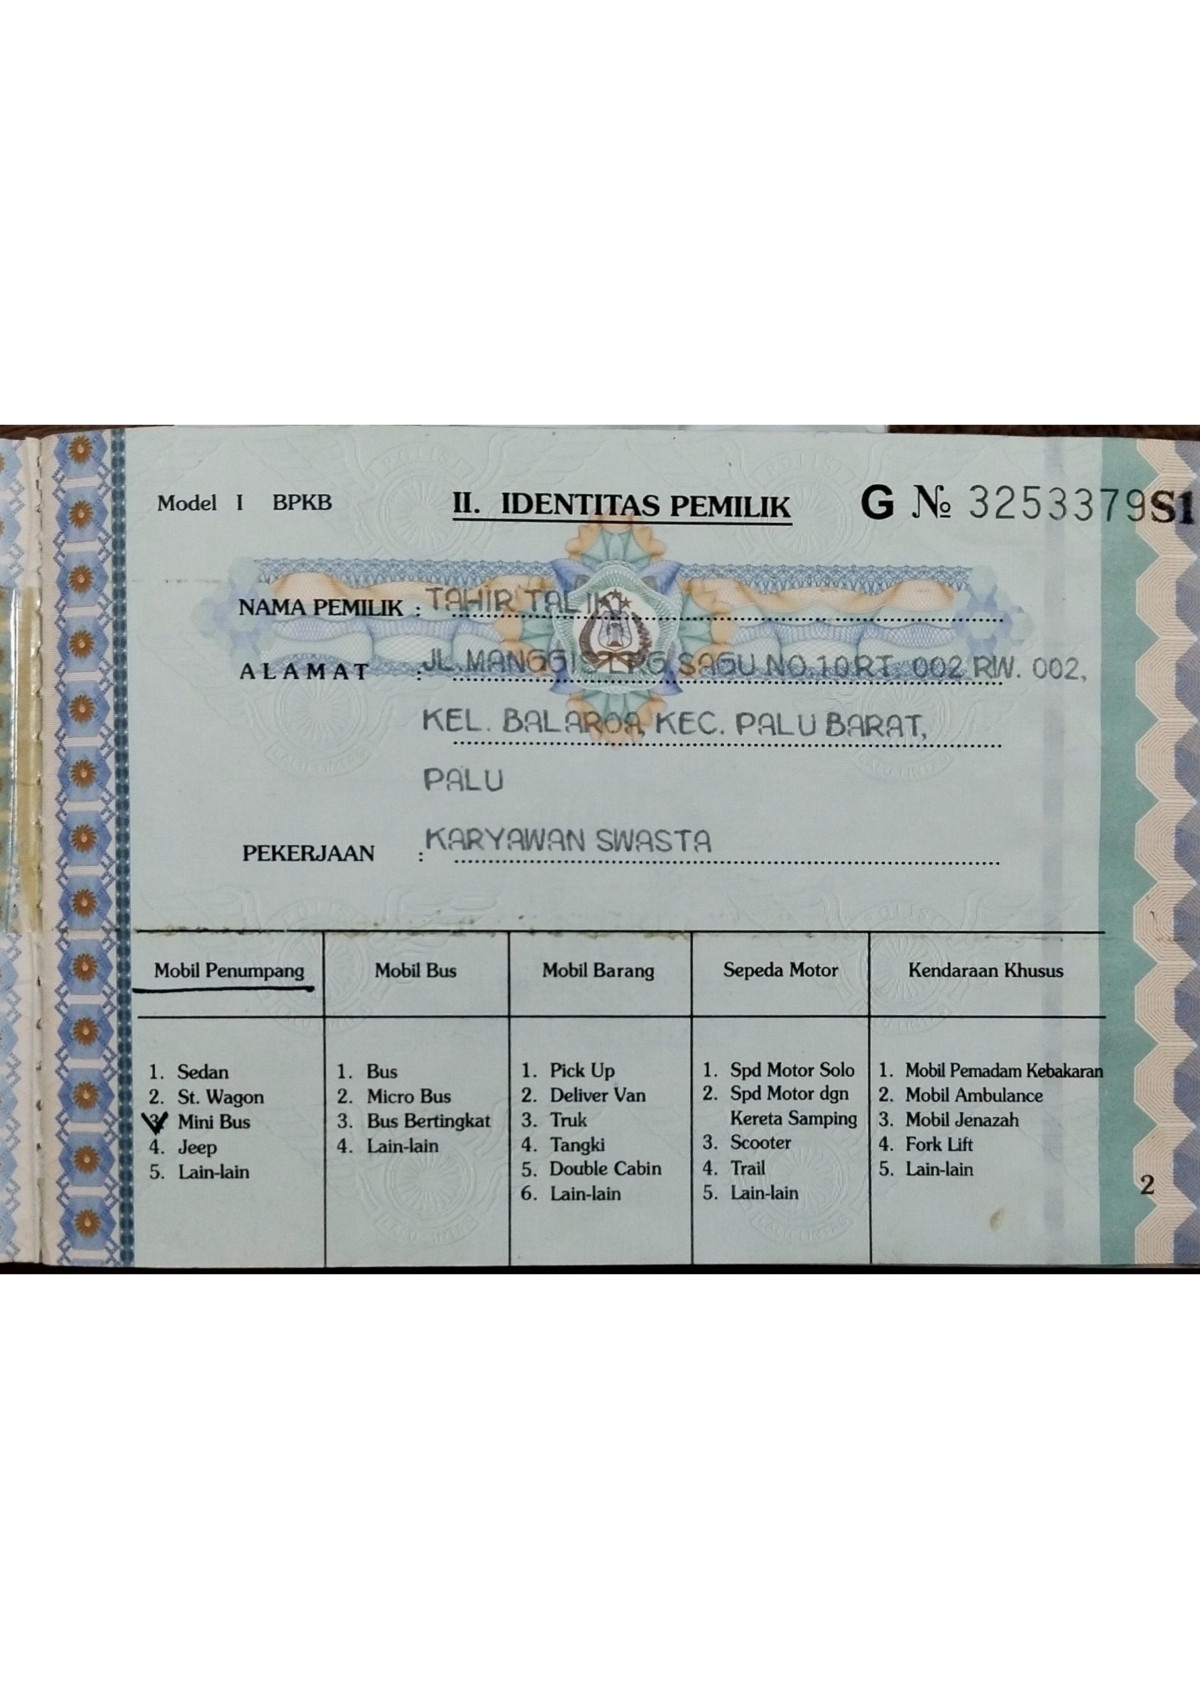 Model I BPKB
II. IDENTITAS PEMILIK
G № 3253379S1
NAMA PEMILIK : TAHIR TALIK
ALAMAT : JL. MANGGIS LRG SAGU NO. 10 RT. 002 RW. 002,
KEL. BALAROA, KEC. PALU BARAT,
PALU
PEKERJAAN : KARYAWAN SWASTA
Mobil Penumpang
1. Sedan
2. St. Wagon
3. Mini Bus
4. Jeep
5. Lain-lain
Mobil Bus
1. Bus
2. Micro Bus
3. Bus Bertingkat
4. Lain-lain
Mobil Barang
1. Pick Up
2. Deliver Van
3. Truk
4. Tangki
5. Double Cabin
6. Lain-lain
Sepeda Motor
1. Spd Motor Solo
2. Spd Motor dgn
Kereta Samping
3. Scooter
4. Trail
5. Lain-lain
Kendaraan Khusus
1. Mobil Pemadam Kebakaran
2. Mobil Ambulance
3. Mobil Jenazah
4. Fork Lift
5. Lain-lain
2